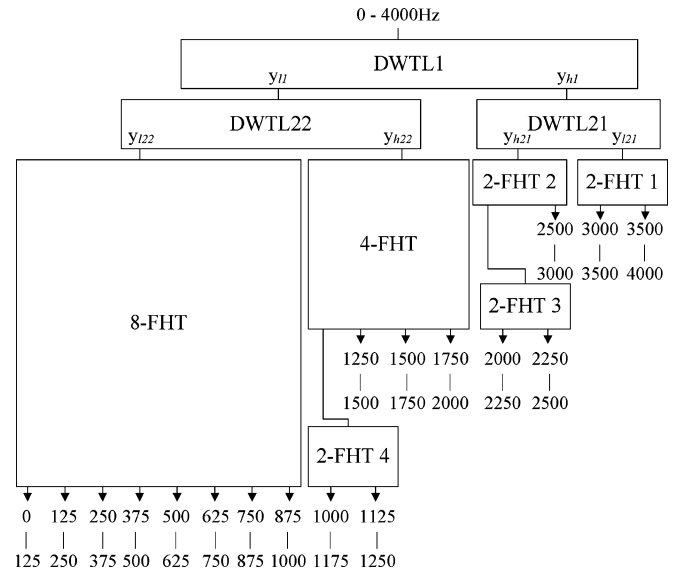 0 - 4000Hz
DWTL1
yl1 yh1
DWTL22 DWTL21
yl22 yh22 yh21 yl21
2-FHT 2 2-FHT 1
2500 3000 3500
3000 3500 4000
4-FHT
2-FHT 3
8-FHT
1250 1500 1750 2000 2250
1500 1750 2000 2250 2500
2-FHT 4
0 125 250 375 500 625 750 875 1000 1125
125 250 375 500 625 750 875 1000 1175 1250